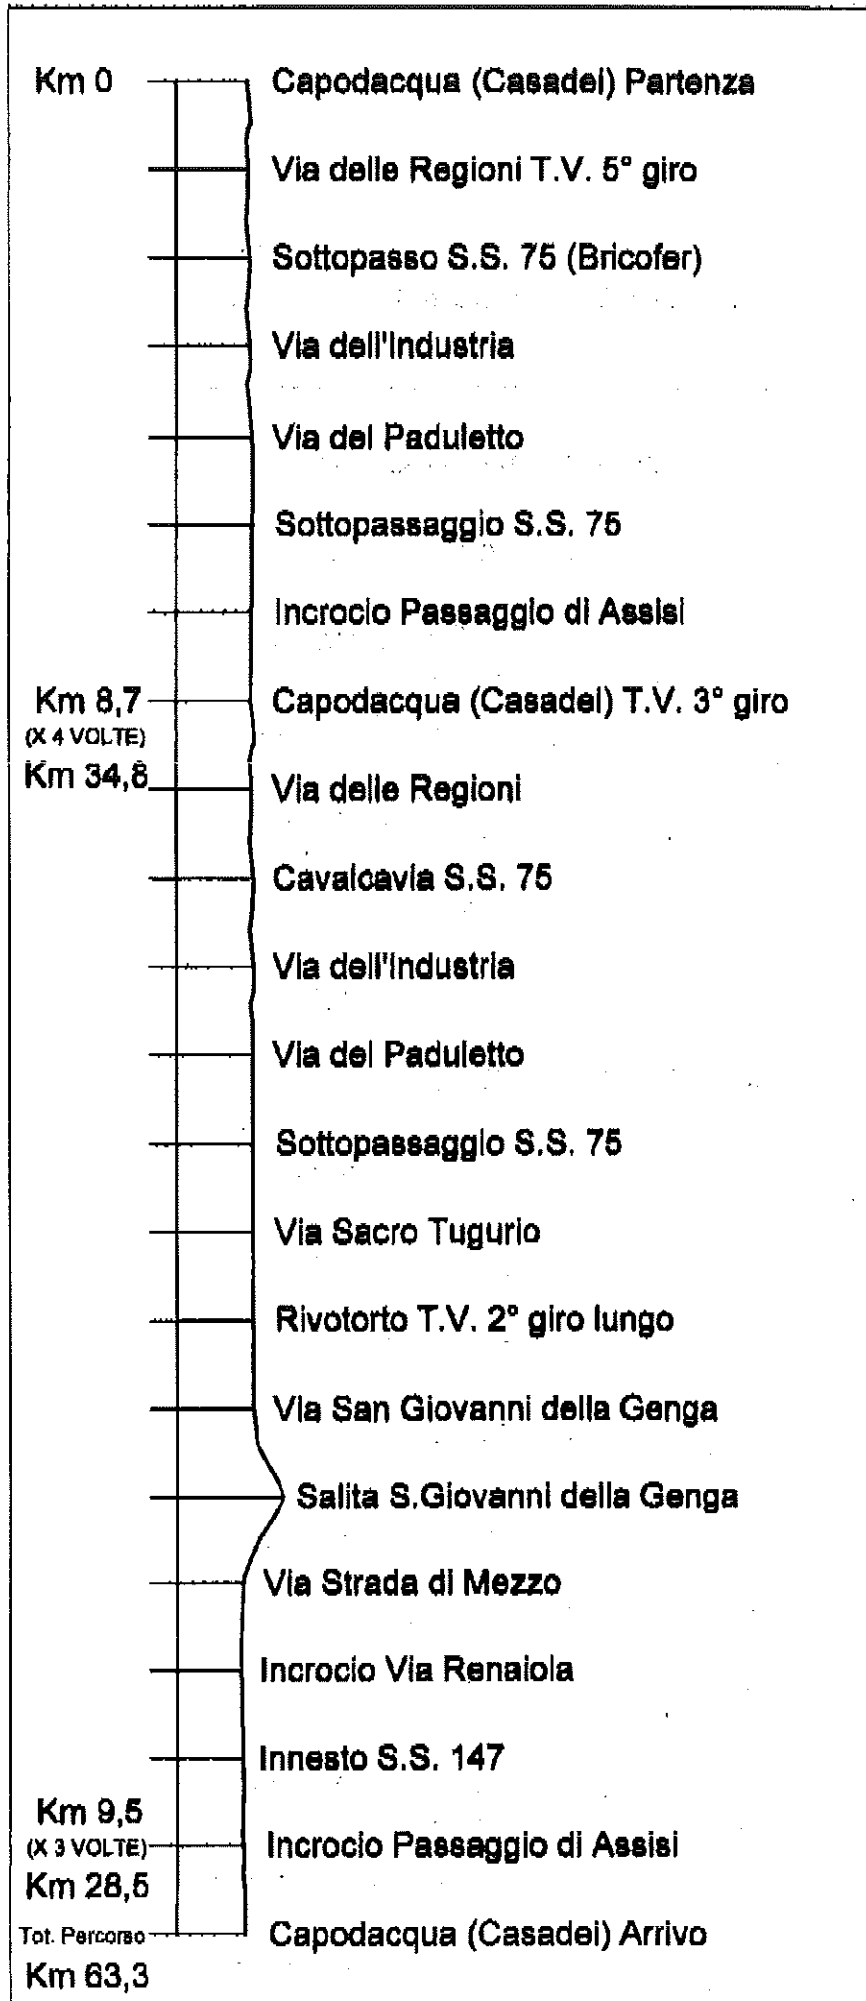 Km 0 Capodacqua (Casadei) Partenza
Via delle Regioni T.V. 5° giro
Sottopasso S.S. 75 (Bricofer)
Via dell'Industria
Via del Paduletto
Sottopassaggio S.S. 75
Incrocio Passaggio di Assisi
Km 8,7 Capodacqua (Casadei) T.V. 3° giro
(X 4 VOLTE)
Km 34,8 Via delle Regioni
Cavalcavia S.S. 75
Via dell'Industria
Via del Paduletto
Sottopassaggio S.S. 75
Via Sacro Tugurio
Rivotorto T.V. 2° giro lungo
Via San Giovanni della Genga
Salita S.Giovanni della Genga
Via Strada di Mezzo
Incrocio Via Renaiola
Innesto S.S. 147
Km 9,5
(X 3 VOLTE) Incrocio Passaggio di Assisi
Km 28,5
Tot. Percorso Capodacqua (Casadei) Arrivo
Km 63,3